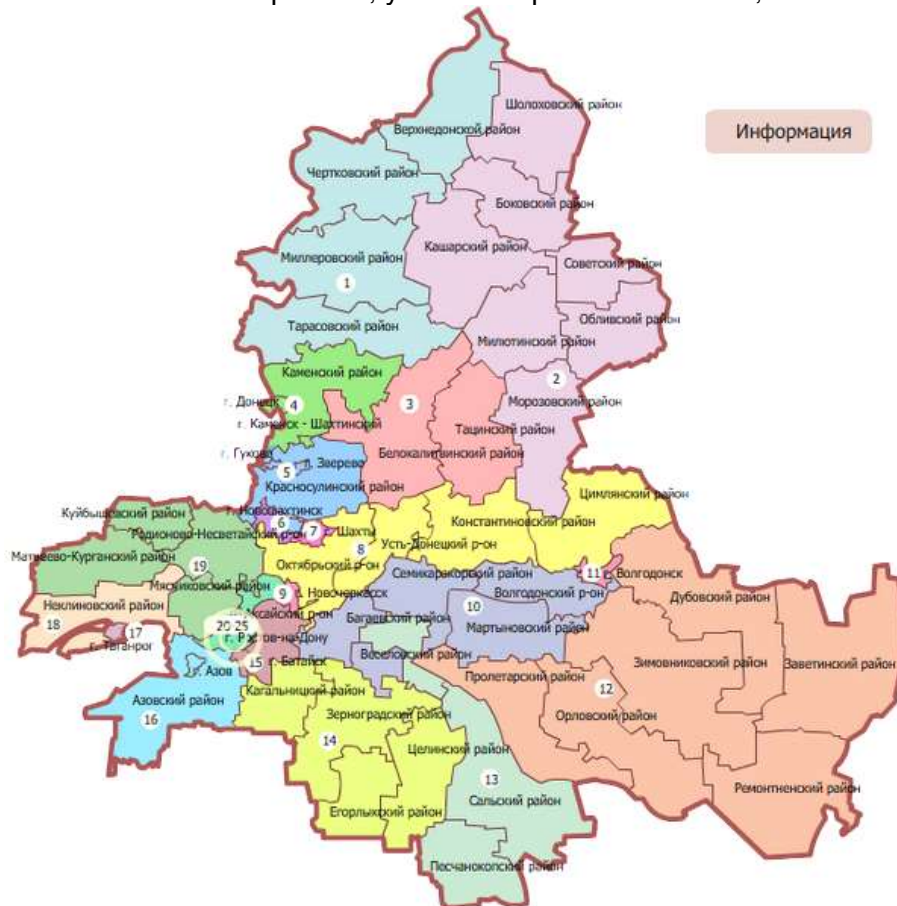 Шолоховский район
Верхнедонской район
Информация
Чертковский район
Боковский район
Кашарский район
Миллеровский район
Советский район
1
Обливский район
Тарасовский район
Милютинский район
Каменский район
2
г. Донецк
4
3
Морозовский район
г. Каменск - Шахтинский
Тацинский район
г. Гуково
г. Зверево
Белокалитвинский район
5
Красносулинский район
Цимлянский район
Куйбышевский район
г. Новошахтинск
Константиновский район
6
7
Шахты
Родионово-Несветайский р-он
Усть-Донецкий р-он
8
Матвеево-Курганский район
Октябрьский р-он
19
Семикаракорский район
11
Волгодонск
Мясниковский район
Волгодонский р-он
9
г. Новочеркасск
Дубовский район
Неклиновский район
Аксайский р-он
10
18
17
20
25
Багаевский район
Мартыновский район
г. Таганрог
г. Ростов-на-Дону
Зимовниковский район
Заветинский район
15
г. Батайск
Веселовский район
г. Азов
Пролетарский район
12
Кагальницкий район
Азовский район
Орловский район
16
Зерноградский район
14
Целинский район
13
Ремонтненский район
Егорлыкский район
Сальский район
Песчанокопский район